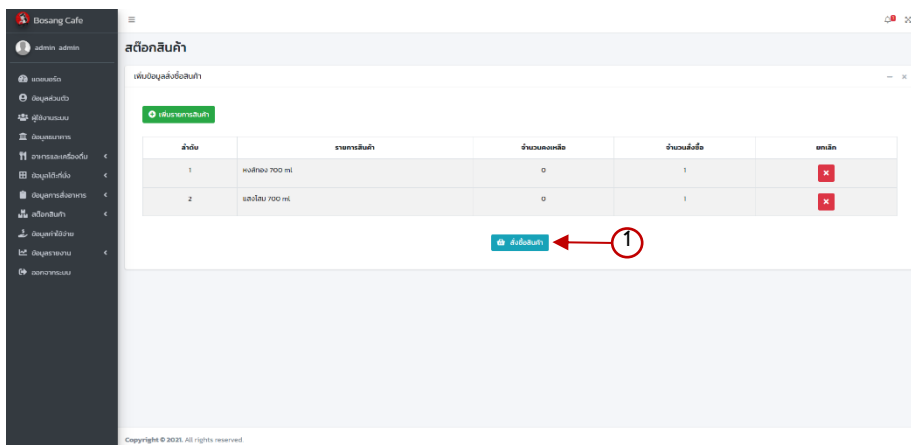 Bosang Cafe
admin admin
แดชบอร์ด
ข้อมูลส่วนตัว
ผู้ใช้งานระบบ
ข้อมูลธนาคาร
อาหารและเครื่องดื่ม
ข้อมูลโต๊ะที่นั่ง
ข้อมูลการสั่งอาหาร
สต๊อกสินค้า
ข้อมูลค่าใช้จ่าย
ข้อมูลรายงาน
ออกจากระบบ
สต๊อกสินค้า
เพิ่มข้อมูลสั่งซื้อสินค้า
เพิ่มรายการสินค้า
ลำดับ รายการสินค้า จำนวนคงเหลือ จำนวนสั่งซื้อ ยกเลิก
1 หงส์ทอง 700 ml 0 1
2 แสงโสม 700 ml 0 1
สั่งซื้อสินค้า 1
Copyright © 2021. All rights reserved.